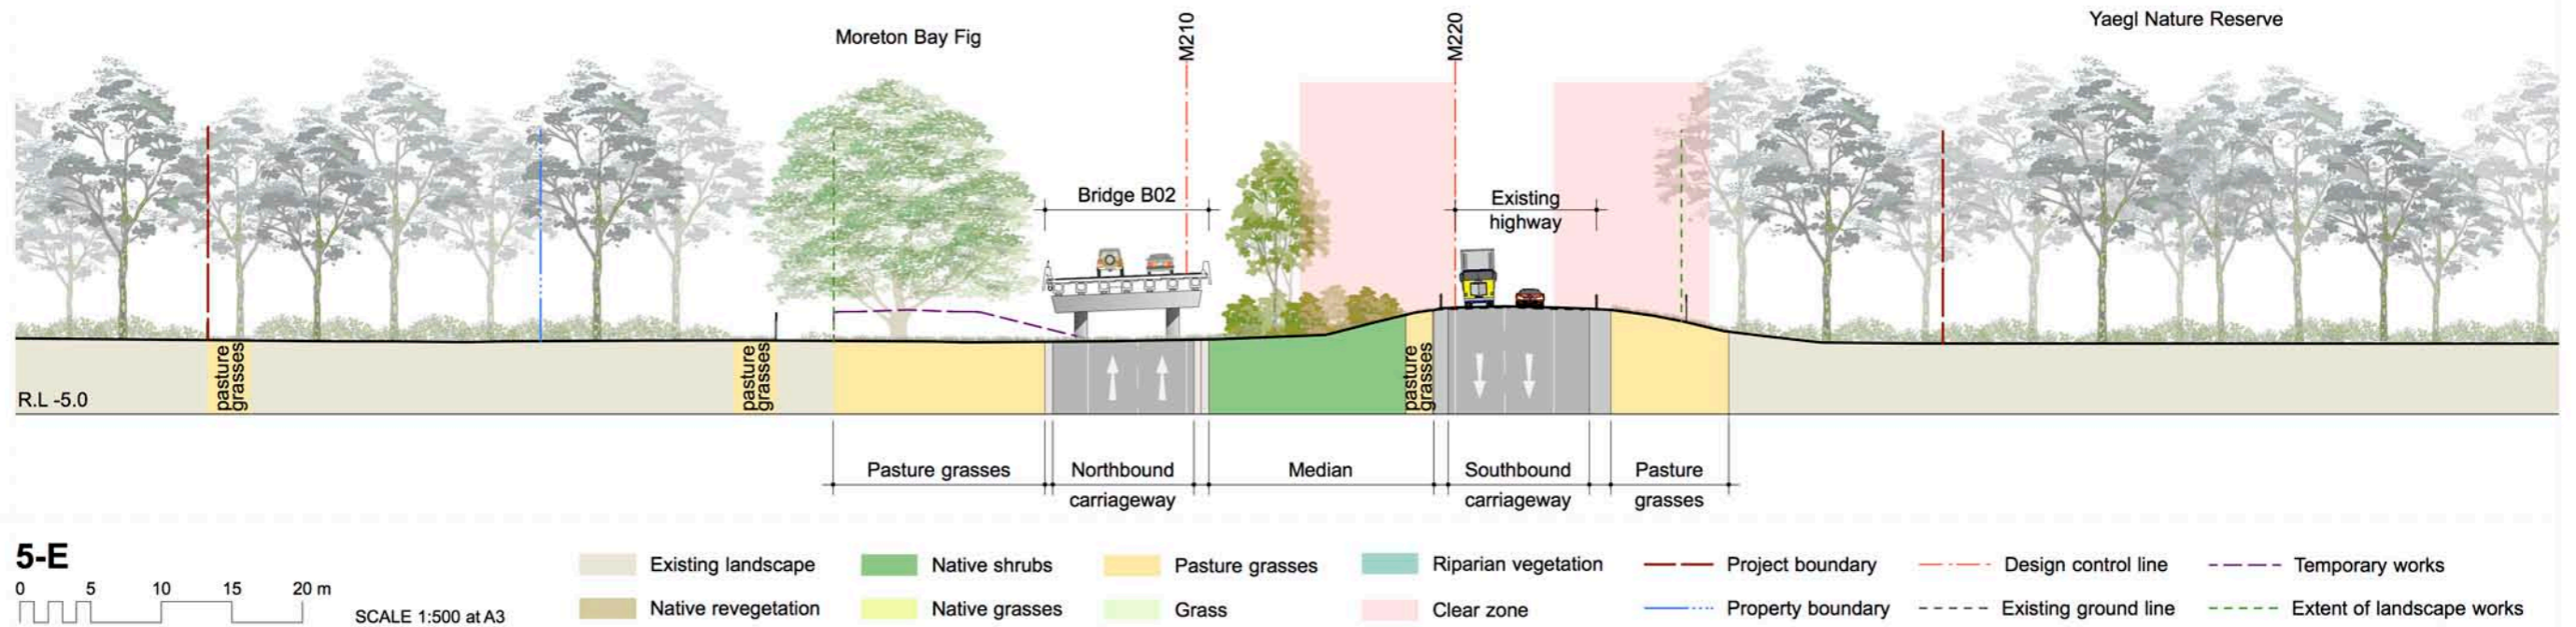 Yaegl Nature Reserve
Moreton Bay Fig
M210
M220
Bridge B02
Existing
highway
pasture
grasses
pasture
grasses
pasture
grasses
R.L -5.0
Pasture grasses
Northbound
carriageway
Median
Southbound
carriageway
Pasture
grasses
5-E
0 5 10 15 20 m
SCALE 1:500 at A3
Existing landscape
Native revegetation
Native shrubs
Native grasses
Pasture grasses
Grass
Riparian vegetation
Clear zone
Project boundary
Property boundary
Design control line
Existing ground line
Temporary works
Extent of landscape works